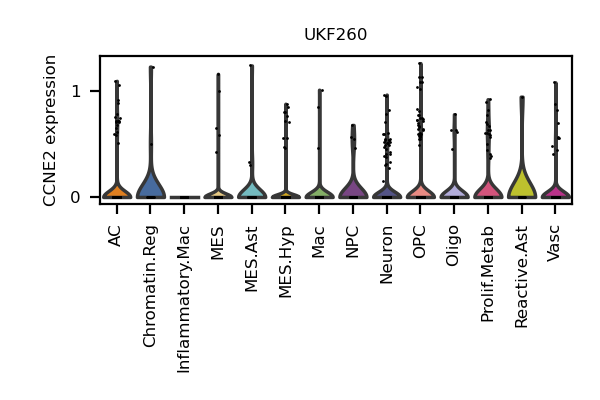 UKF260
CCNE2 expression
1
0
AC
Chromatin.Reg
Inflammatory.Mac
MES
MES.Ast
MES.Hyp
Mac
NPC
Neuron
OPC
Oligo
Prolif.Metab
Reactive.Ast
Vasc